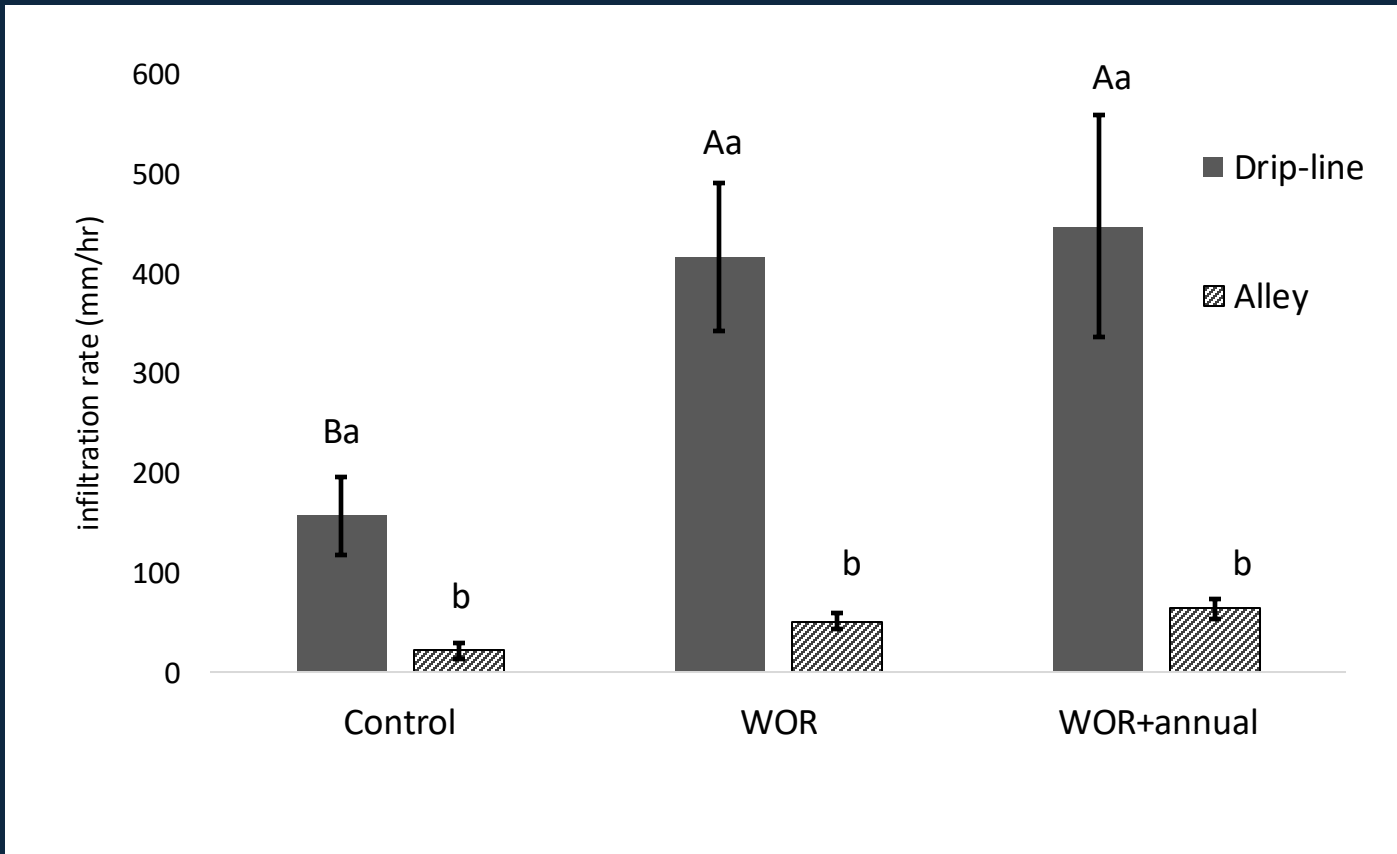 600
500
400
300
200
100
0
infiltration rate (mm/hr)
Ba
b
Aa
b
Aa
b
Control
WOR
WOR+annual
Drip-line
Alley